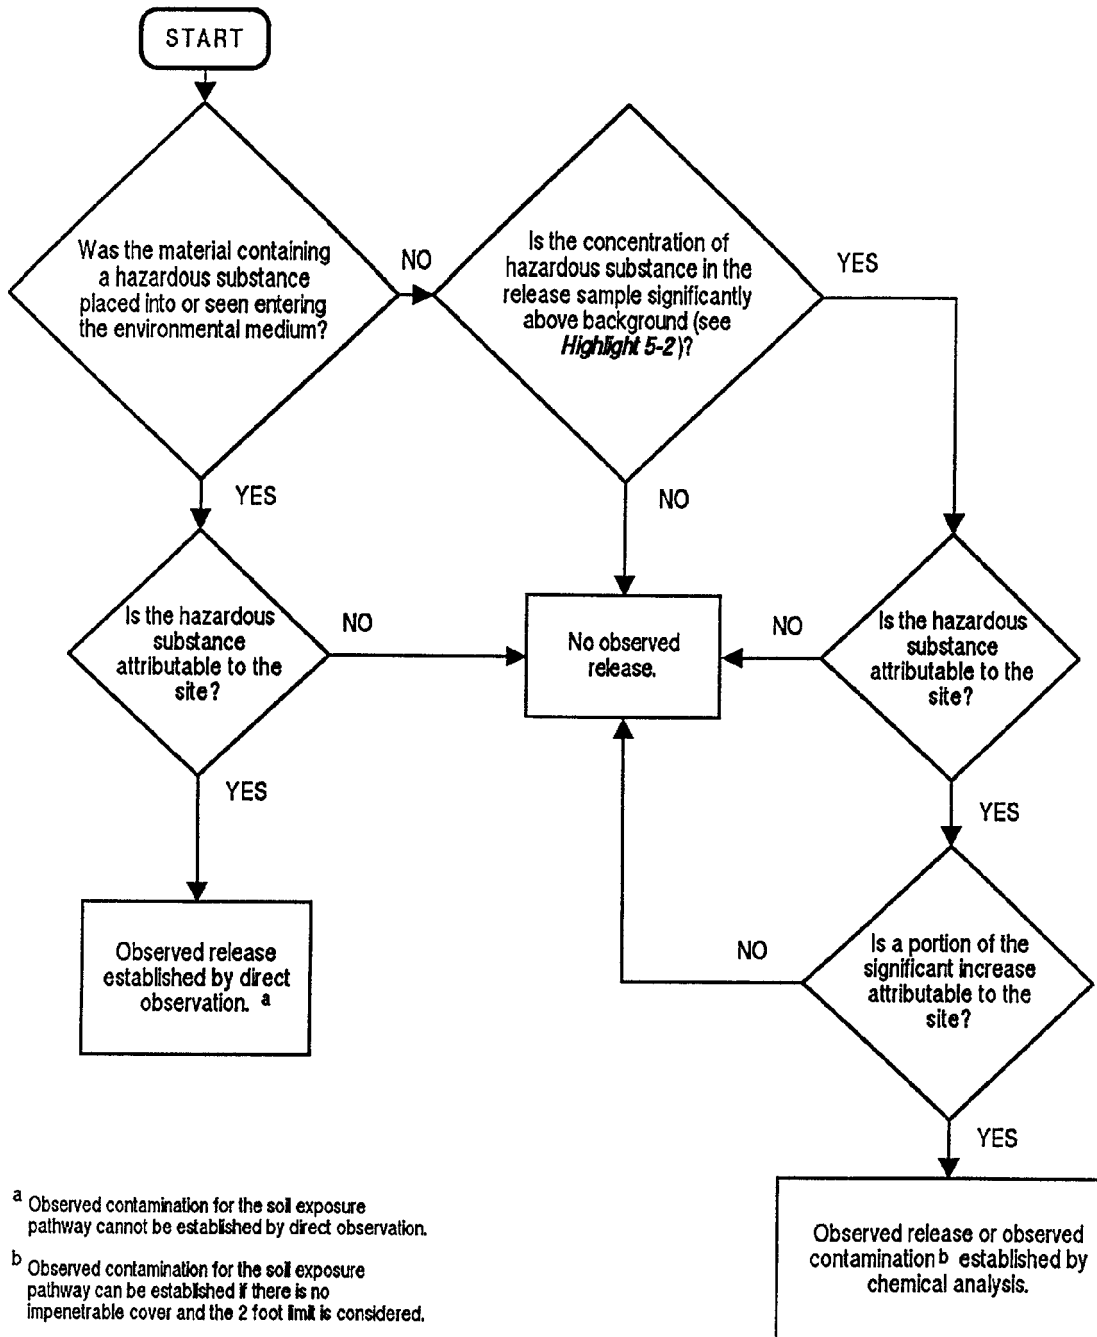 START
Was the material containing
a hazardous substance
placed into or seen entering
the environmental medium?
NO
Is the concentration of
hazardous substance in the
release sample significantly
above background (see
Highlight 5-2)?
YES
YES
NO
Is the hazardous
substance
attributable to the
site?
NO
No observed
release.
NO
Is the hazardous
substance
attributable to the
site?
YES
YES
Observed release
established by direct
observation. a
NO
Is a portion of the
significant increase
attributable to the
site?
YES
a Observed contamination for the soil exposure
pathway cannot be established by direct observation.
b Observed contamination for the soil exposure
pathway can be established if there is no
impenetrable cover and the 2 foot limit is considered.
Observed release or observed
contamination b established by
chemical analysis.